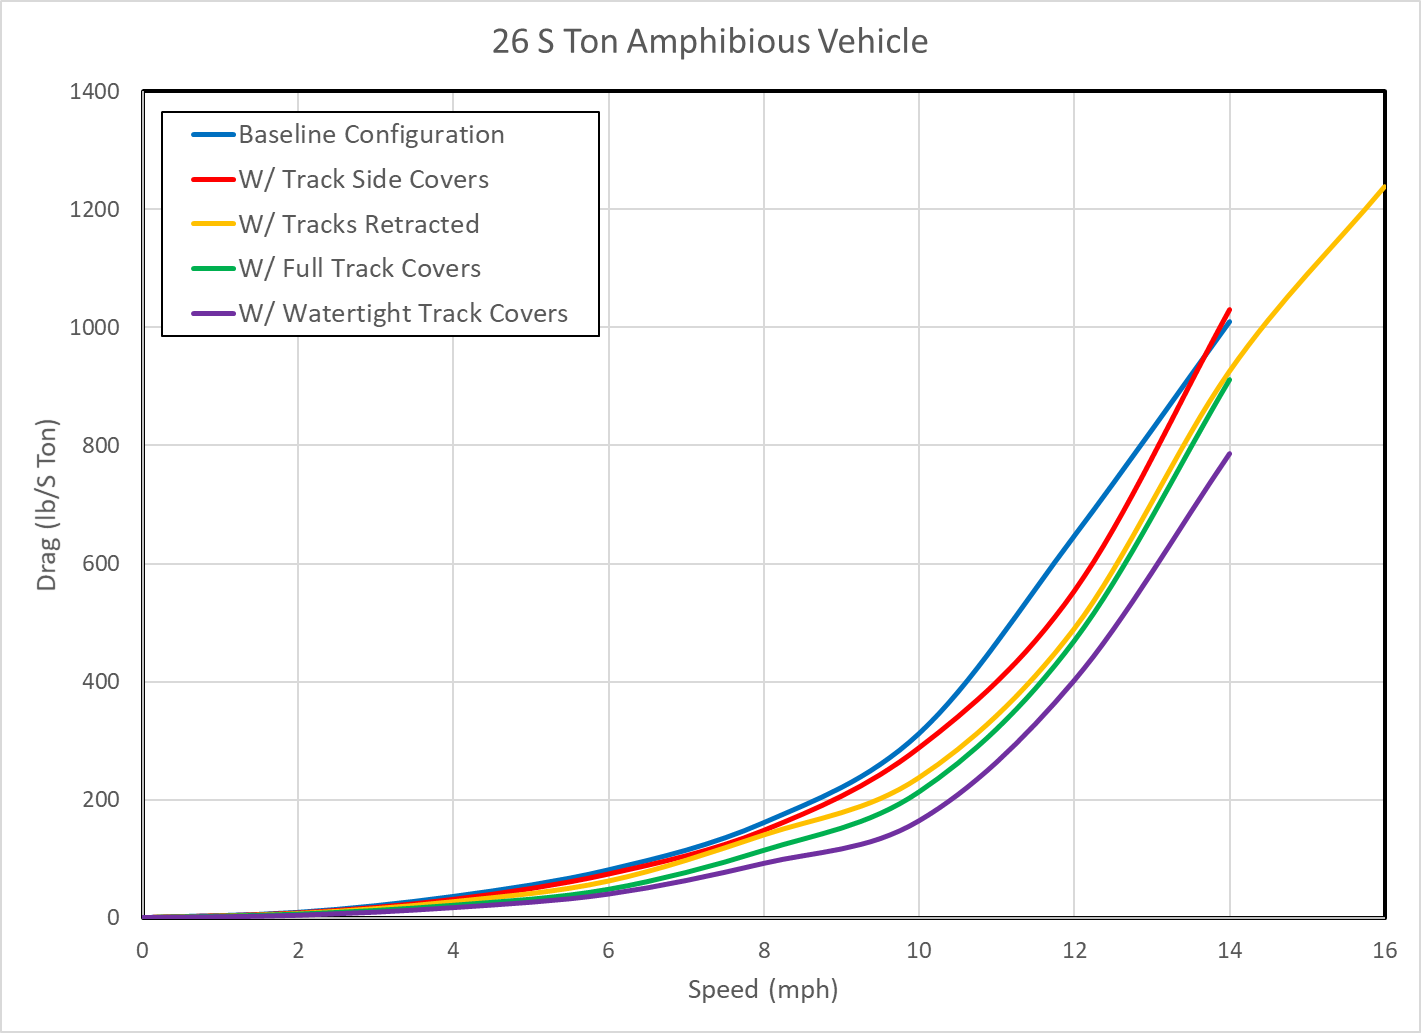 26 S Ton Amphibious Vehicle
1400
1200
1000
800
600
400
200
0
Drag (lb/S Ton)
Baseline Configuration
W/ Track Side Covers
W/ Tracks Retracted
W/ Full Track Covers
W/ Watertight Track Covers
0 2 4 6 8 10 12 14 16
Speed (mph)